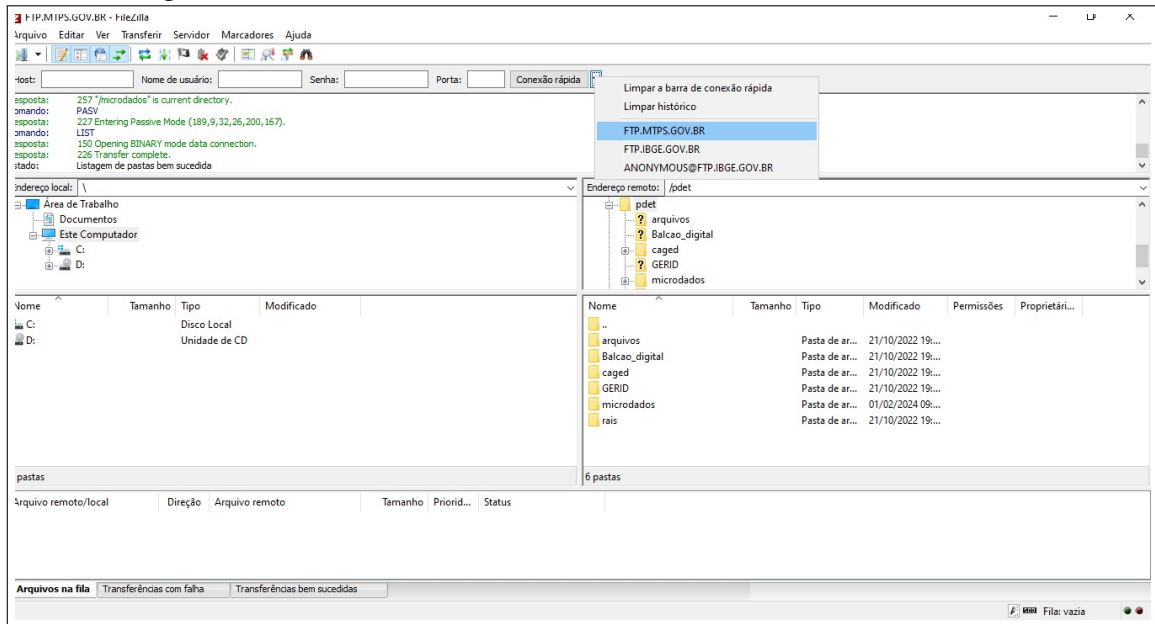 FTP.MTPS.GOV.BR - FileZilla
Arquivo Editar Ver Transferir Servidor Marcadores Ajuda
Host: Nome de usuário: Senha: Porta: Conexão rápida
Limpar a barra de conexão rápida
Limpar histórico
FTP.MTPS.GOV.BR
FTP.IBGE.GOV.BR
ANONYMOUS@FTP.IBGE.GOV.BR
esposta: 257 "/microdados" is current directory.
omando: PASV
esposta: 227 Entering Passive Mode (189,9,32,26,200,167).
omando: LIST
esposta: 150 Opening BINARY mode data connection.
esposta: 226 Transfer complete.
stado: Listagem de pastas bem sucedida
Endereço local: \
Área de Trabalho
Documentos
Este Computador
C:
D:
Endereço remoto: /pdet
pdet
arquivos
Balcao_digital
caged
GERID
microdados
Nome Tamanho Tipo Modificado
C: Disco Local
D: Unidade de CD
pastas
Nome Tamanho Tipo Modificado Permissões Proprietári...
..
arquivos Pasta de ar... 21/10/2022 19:...
Balcao_digital Pasta de ar... 21/10/2022 19:...
caged Pasta de ar... 21/10/2022 19:...
GERID Pasta de ar... 21/10/2022 19:...
microdados Pasta de ar... 01/02/2024 09:...
rais Pasta de ar... 21/10/2022 19:...
6 pastas
Arquivo remoto/local Direção Arquivo remoto Tamanho Priorid... Status
Arquivos na fila Transferências com falha Transferências bem sucedidas
Fila: vazia